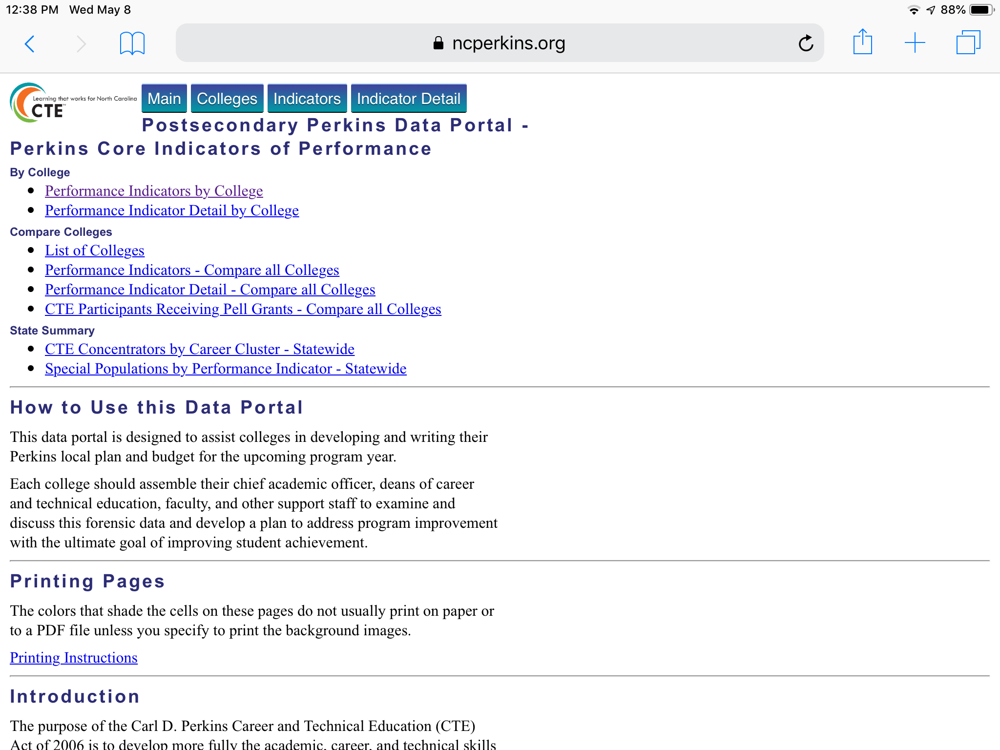 12:38 PM Wed May 8
88%
ncperkins.org
Learning that works for North Carolina
CTE™
Main Colleges Indicators Indicator Detail
Postsecondary Perkins Data Portal -
Perkins Core Indicators of Performance
By College
Performance Indicators by College
Performance Indicator Detail by College
Compare Colleges
List of Colleges
Performance Indicators - Compare all Colleges
Performance Indicator Detail - Compare all Colleges
CTE Participants Receiving Pell Grants - Compare all Colleges
State Summary
CTE Concentrators by Career Cluster - Statewide
Special Populations by Performance Indicator - Statewide
How to Use this Data Portal
This data portal is designed to assist colleges in developing and writing their
Perkins local plan and budget for the upcoming program year.
Each college should assemble their chief academic officer, deans of career
and technical education, faculty, and other support staff to examine and
discuss this forensic data and develop a plan to address program improvement
with the ultimate goal of improving student achievement.
Printing Pages
The colors that shade the cells on these pages do not usually print on paper or
to a PDF file unless you specify to print the background images.
Printing Instructions
Introduction
The purpose of the Carl D. Perkins Career and Technical Education (CTE)
Act of 2006 is to develop more fully the academic, career, and technical skills